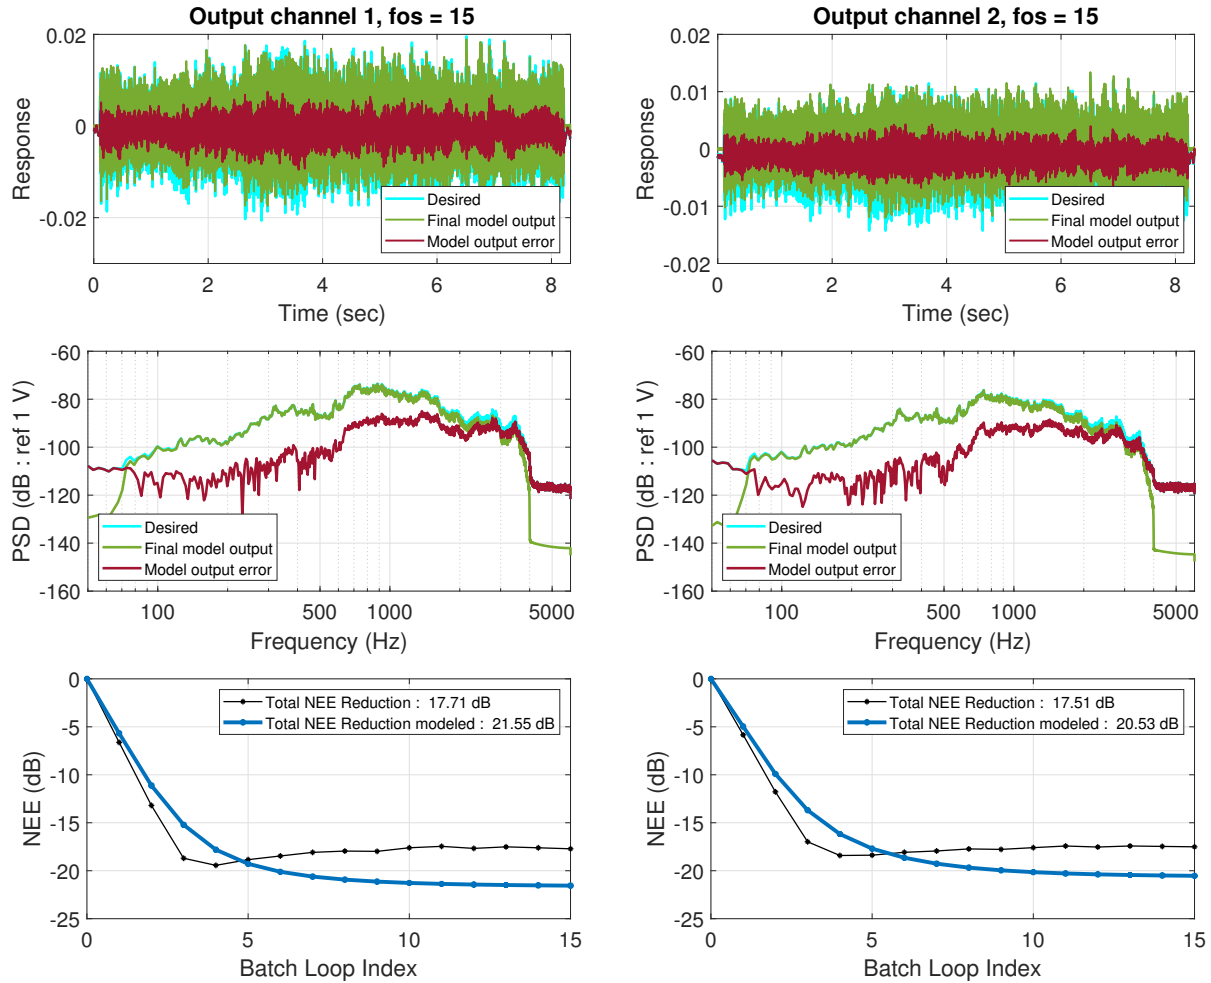 Output channel 1, fos = 15
0.02
0
-0.02
Response
0 2 4 6 8
Time (sec)
Desired
Final model output
Model output error
Output channel 2, fos = 15
0.02
0.01
0
-0.01
-0.02
Response
0 2 4 6 8
Time (sec)
Desired
Final model output
Model output error
-60
-80
-100
-120
-140
-160
PSD (dB : ref 1 V)
100 500 1000 5000
Frequency (Hz)
Desired
Final model output
Model output error
-60
-80
-100
-120
-140
-160
PSD (dB : ref 1 V)
100 500 1000 5000
Frequency (Hz)
Desired
Final model output
Model output error
0
-5
-10
-15
-20
-25
NEE (dB)
0 5 10 15
Batch Loop Index
Total NEE Reduction : 17.71 dB
Total NEE Reduction modeled : 21.55 dB
0
-5
-10
-15
-20
-25
NEE (dB)
0 5 10 15
Batch Loop Index
Total NEE Reduction : 17.51 dB
Total NEE Reduction modeled : 20.53 dB